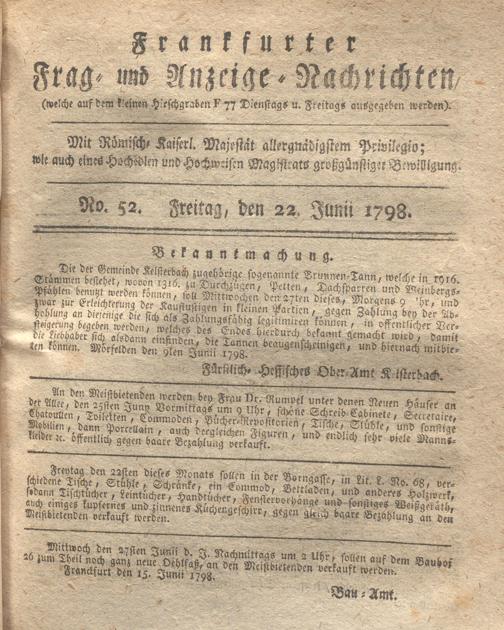 Frankfurter
Frag- und Anzeige-Nachrichten
(welche auf dem kleinen Hirschgraben F 77 Dienstags u. Freitags ausgegeben werden).
Mit Römisch-Kaiserl. Majestät allergnädigstem Privilegio;
wie auch eines Hochedlen und Hochweisen Magistrats großgünstiger Bewilligung.
No. 52. Freitag, den 22. Junii 1798.
Bekanntmachung.
Die der Gemeinde Kelsterbach zugehörige sogenannte Brunnen-Tann, welche in 1916.
Stämmen bestehet, wovon 1316. zu Durchzügen, Petten, Dachsparren und Weinbergs-
Pfählen benutzt werden können, soll Mittwochen den 27ten dieses, Morgens 9 Uhr, und
zwar zur Erleichterung der Kauflustigen in kleinen Partien, gegen Zahlung bey der Ab-
hohlung an dieienige die sich als Zahlungsfähig legitimiren können, in öffentlicher Ver-
steigerung begeben werden, welches des Endes hierdurch bekannt gemacht wird, damit
die Liebhaber sich alsdann einfinden, die Tannen beaugenscheinigen, und hiernach mitbie-
ten können. Mörfelden den 9ten Junii 1798.
Fürstlich-Hessisches Ober-Amt Kelsterbach.
An den Meistbietenden werden bey Frau Dr. Rumpel unter denen Neuen Häuser an
der Allee, den 25sten Juny Vormittags um 9 Uhr, schöne Schreib-Cabinete, Secretaire,
Chatoullen, Toiletten, Commoden, Bücher-Repositorien, Tische, Stühle, und sonstige
Mobilien, dann Porcellain, auch dergleichen Figuren, und endlich sehr viele Manns-
kleider ꝛc. öffentlich gegen baare Bezahlung verkauft.
Freytag den 22sten dieses Monats sollen in der Borngasse, in Lit. L. No. 68, ver-
schiedene Tische, Stühle, Schränke, ein Commod, Bettladen, und anderes Holzwerk,
sodann Tischtücher, Leintücher, Handtücher, Fenstervorhänge und sonstiges Weißgeräth,
auch einiges kupfernes und zinnenes Küchengeschirr, gegen gleich baare Bezahlung an den
Meistbietenden verkauft werden.
Mittwoch den 27sten Junii d. J. Nachmittags um 2 Uhr, sollen auf dem Bauhof
26 zum Theil noch ganz neue Oehlfaß, an den Meistbietenden verkauft werden.
Frankfurt den 15. Junii 1798.
Bau-Amt.